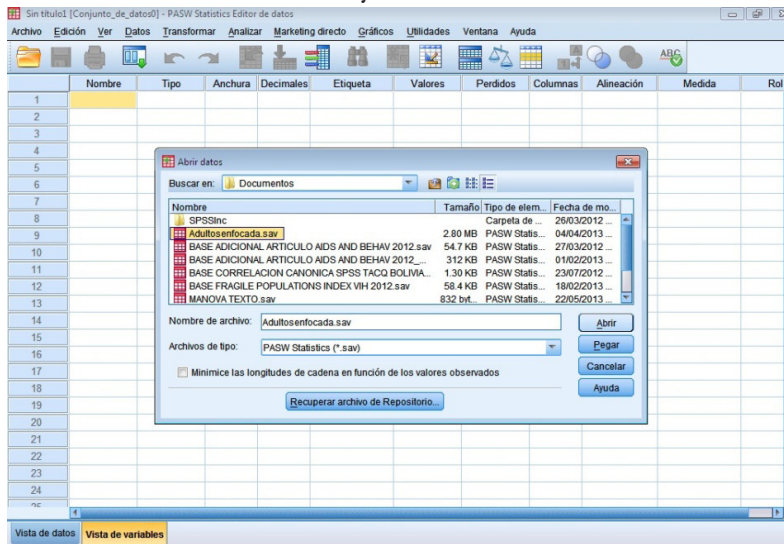 Sin título1 [Conjunto_de_datos0] - PASW Statistics Editor de datos
Archivo Edición Ver Datos Transformar Analizar Marketing directo Gráficos Utilidades Ventana Ayuda
Nombre Tipo Anchura Decimales Etiqueta Valores Perdidos Columnas Alineación Medida Rol
1
2
3
4
5
6
7
8
9
10
11
12
13
14
15
16
17
18
19
20
21
22
23
24
25
Abrir datos
Buscar en: Documentos
Nombre Tamaño Tipo de elem... Fecha de mo...
SPSSInc Carpeta de ... 26/03/2012 ...
Adultosenfocada.sav 2.80 MB PASW Statis... 04/04/2013 ...
BASE ADICIONAL ARTICULO AIDS AND BEHAV 2012.sav 54.7 KB PASW Statis... 27/03/2012 ...
BASE ADICIONAL ARTICULO AIDS AND BEHAV 2012_... 312 KB PASW Statis... 01/02/2013 ...
BASE CORRELACION CANONICA SPSS TACQ BOLIVIA... 1.30 KB PASW Statis... 23/07/2012 ...
BASE FRAGILE POPULATIONS INDEX VIH 2012.sav 58.4 KB PASW Statis... 18/02/2013 ...
MANOVA TEXTO.sav 832 byt... PASW Statis... 22/05/2013 ...
Nombre de archivo: Adultosenfocada.sav Abrir
Archivos de tipo: PASW Statistics (*.sav) Pegar
Minimice las longitudes de cadena en función de los valores observados Cancelar
Ayuda
Recuperar archivo de Repositorio...
Vista de datos Vista de variables